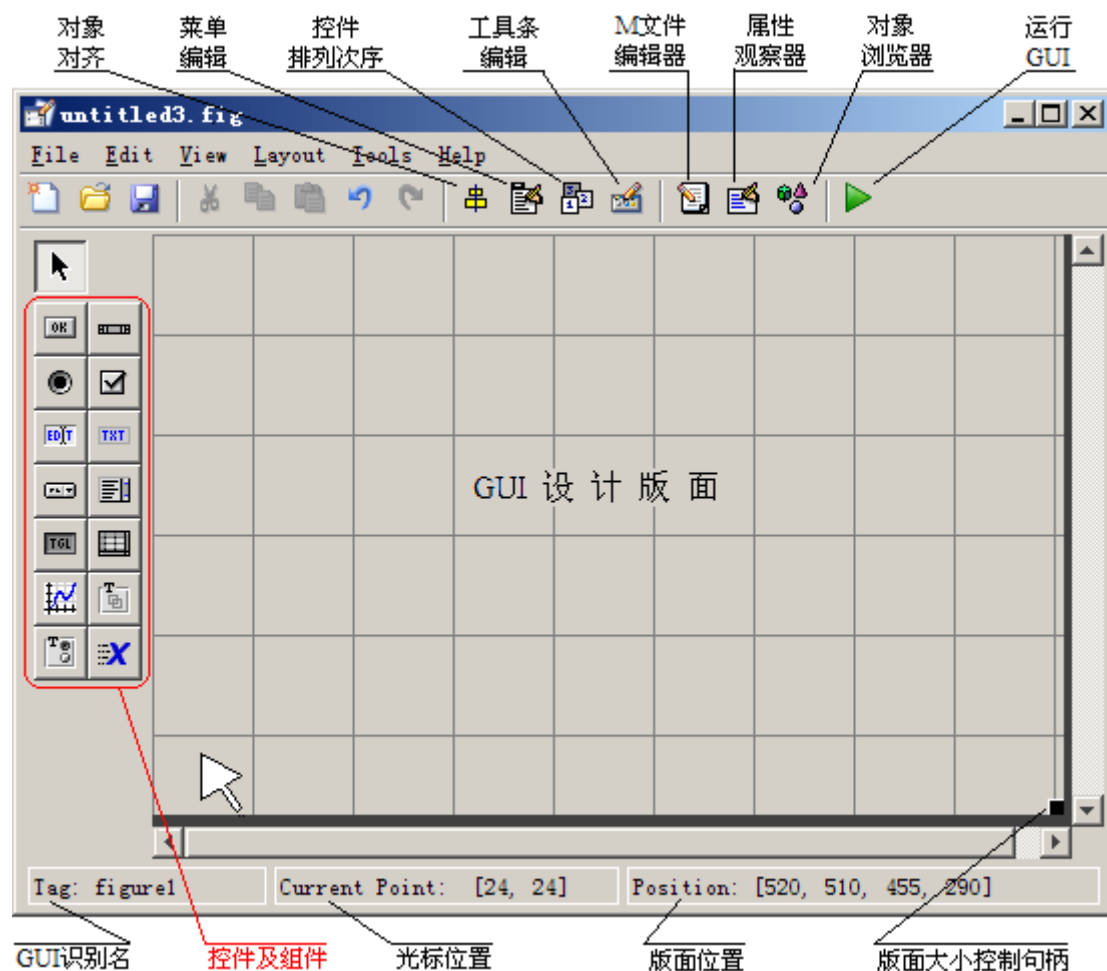 对象 菜单 控件 工具条 M文件 属性 对象 运行
对齐 编辑 排列次序 编辑 编辑器 观察器 浏览器 GUI
untitled3.fig
File Edit View Layout Tools Help
OK
EDIT TXT
TGL
GUI 设 计 版 面
Tag: figure1 Current Point: [24, 24] Position: [520, 510, 455, 290]
GUI识别名 控件及组件 光标位置 版面位置 版面大小控制句柄